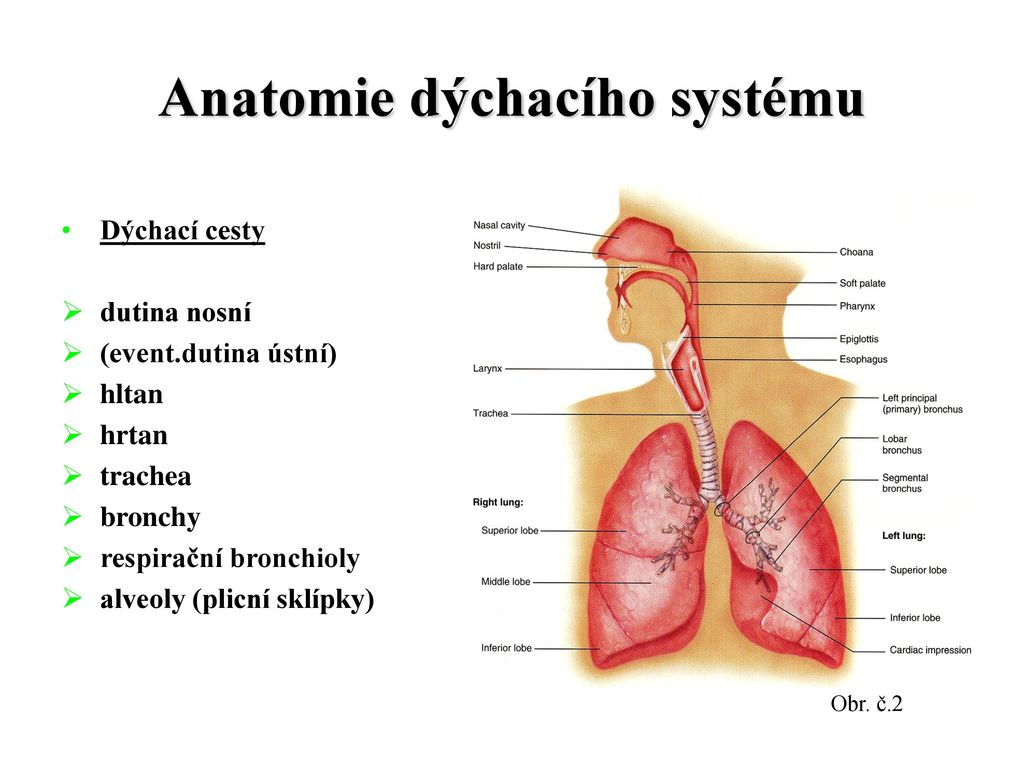 Anatomie dýchacího systému
• Dýchací cesty
➢ dutina nosní
➢ (event.dutina ústní)
➢ hltan
➢ hrtan
➢ trachea
➢ bronchy
➢ respirační bronchioly
➢ alveoly (plicní sklípky)
Nasal cavity
Nostril
Hard palate
Larynx
Trachea
Right lung:
Superior lobe
Middle lobe
Inferior lobe
Choana
Soft palate
Pharynx
Epiglottis
Esophagus
Left principal
(primary) bronchus
Lobar
bronchus
Segmental
bronchus
Left lung:
Superior lobe
Inferior lobe
Cardiac impression
Obr. č.2